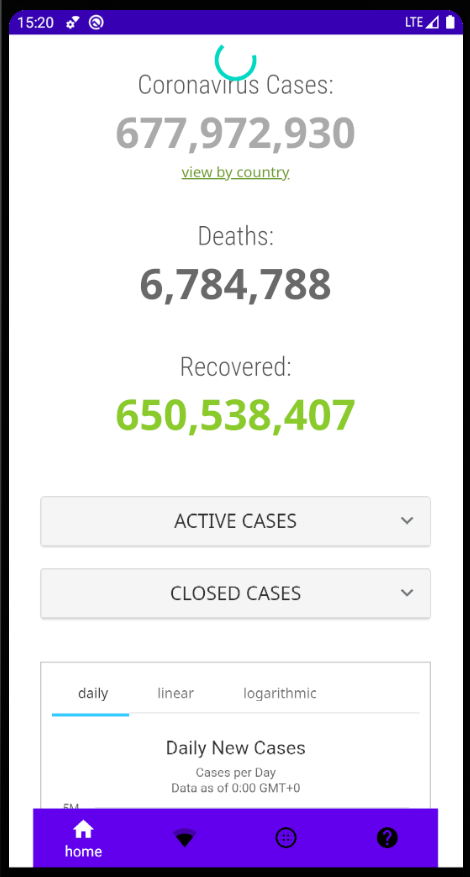 15:20
LTE
Coronavirus Cases:
677,972,930
view by country
Deaths:
6,784,788
Recovered:
650,538,407
ACTIVE CASES
CLOSED CASES
daily linear logarithmic
Daily New Cases
Cases per Day
Data as of 0:00 GMT+0
5M
home